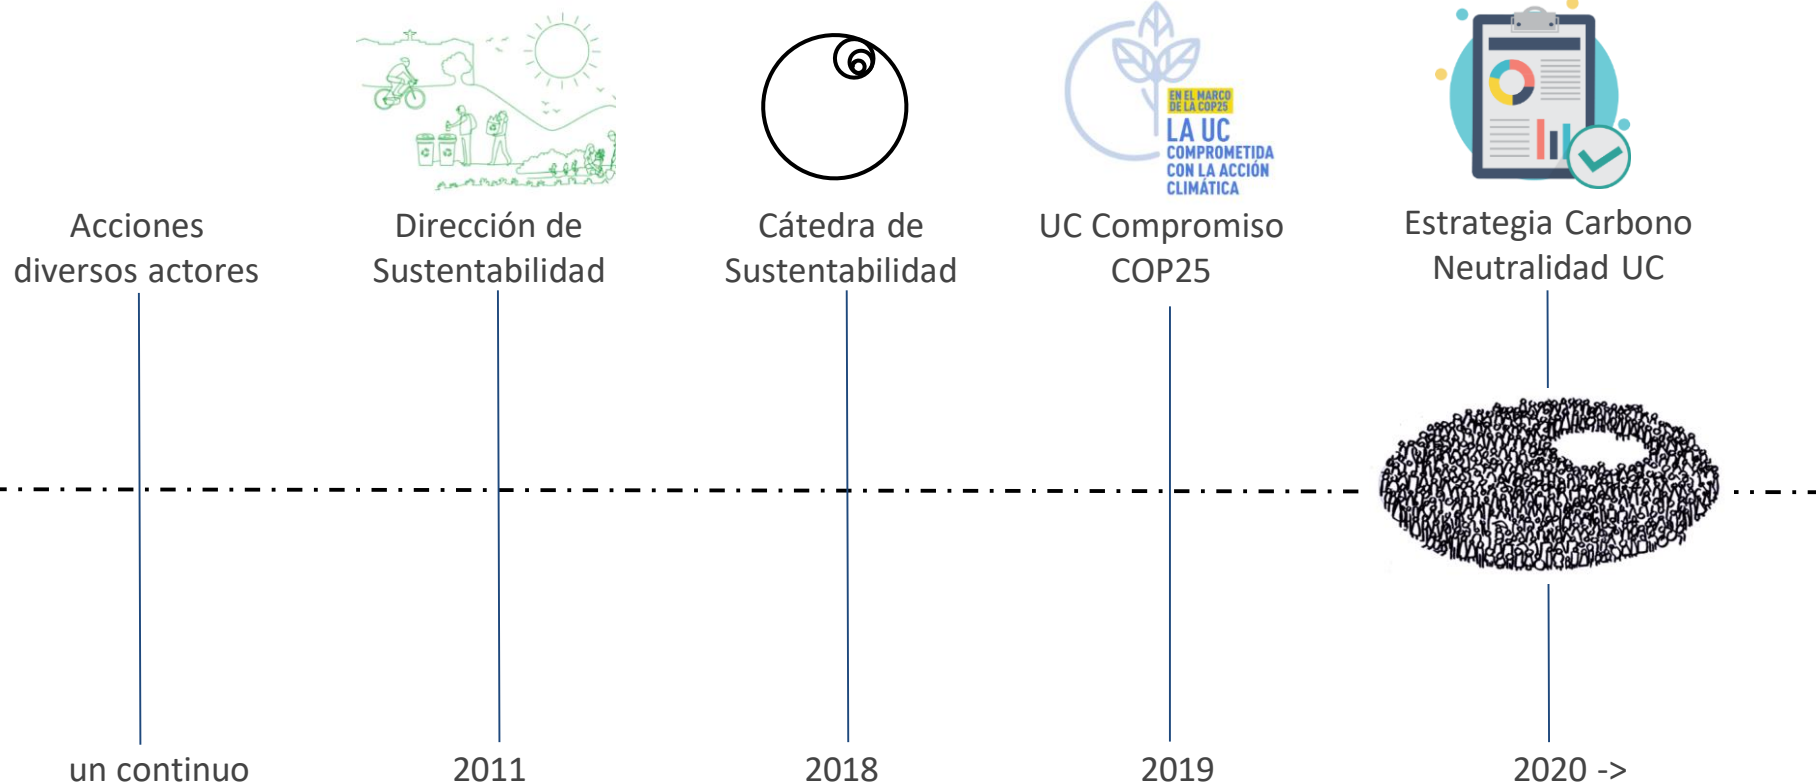 EN EL MARCO
DE LA COP25
LA UC
COMPROMETIDA
CON LA ACCIÓN
CLIMÁTICA
Acciones
diversos actores
Dirección de
Sustentabilidad
Cátedra de
Sustentabilidad
UC Compromiso
COP25
Estrategia Carbono
Neutralidad UC
un continuo
2011
2018
2019
2020 ->